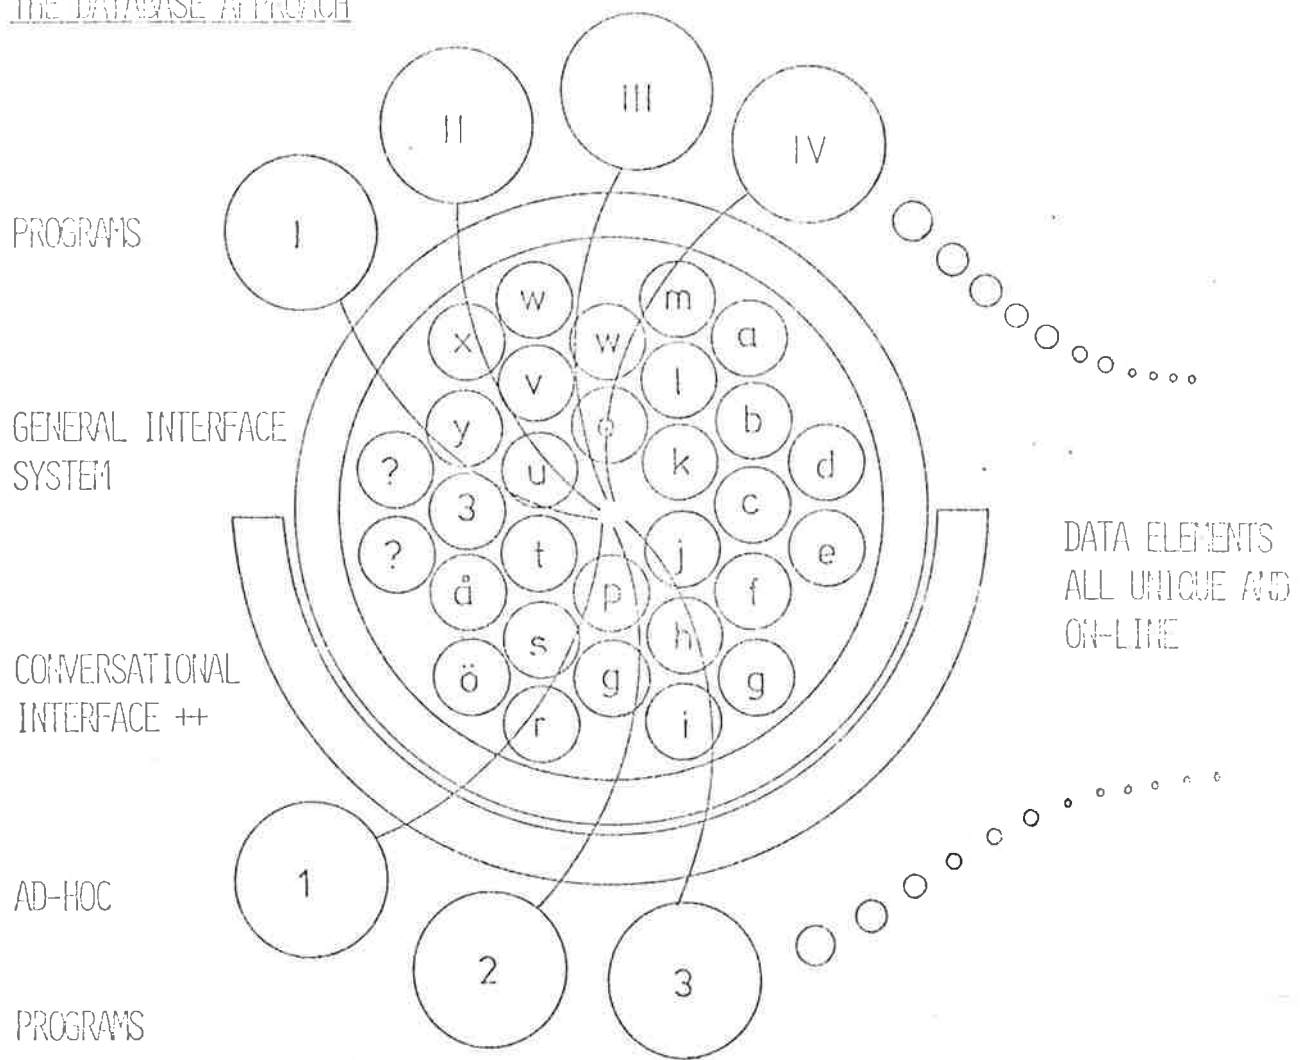 THE DATABASE APPROACH
I
II
III
IV
PROGRAMS
w
m
x
w
a
v
l
GENERAL INTERFACE
SYSTEM
y
o
b
?
u
k
d
3
c
?
t
j
e
DATA ELEMENTS
ALL UNIQUE AND
ON-LINE
å
p
f
s
h
CONVERSATIONAL
INTERFACE ++
ö
g
g
r
i
AD-HOC
1
2
3
PROGRAMS